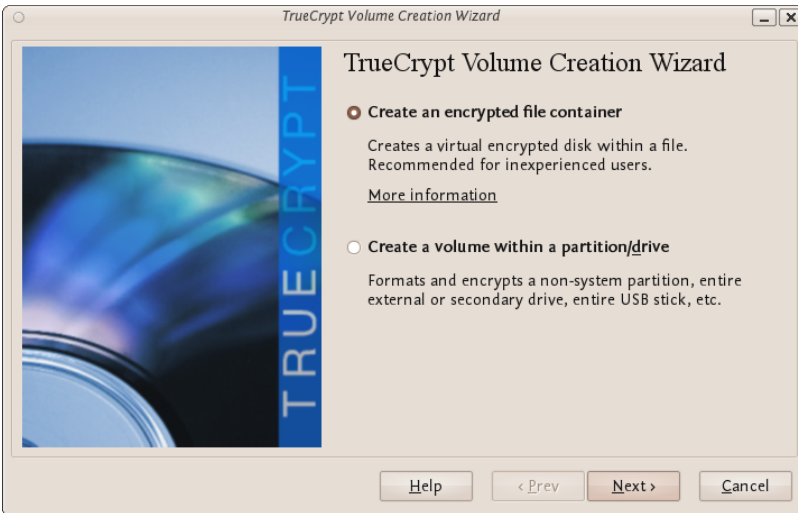 TrueCrypt Volume Creation Wizard
TRUECRYPT
TrueCrypt Volume Creation Wizard
Create an encrypted file container
Creates a virtual encrypted disk within a file.
Recommended for inexperienced users.
More information
Create a volume within a partition/drive
Formats and encrypts a non-system partition, entire
external or secondary drive, entire USB stick, etc.
Help
< Prev
Next >
Cancel